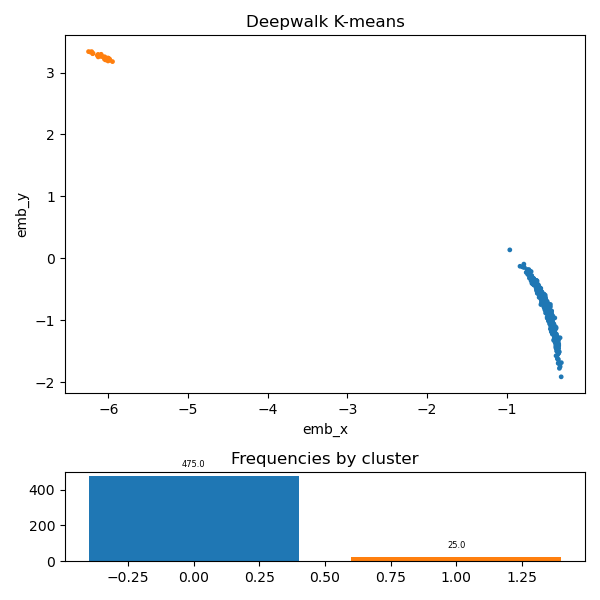 Deepwalk K-means
3
2
1
0
−1
−2
emb_y
−6 −5 −4 −3 −2 −1
emb_x
Frequencies by cluster
475.0
25.0
400
200
0
−0.25 0.00 0.25 0.50 0.75 1.00 1.25